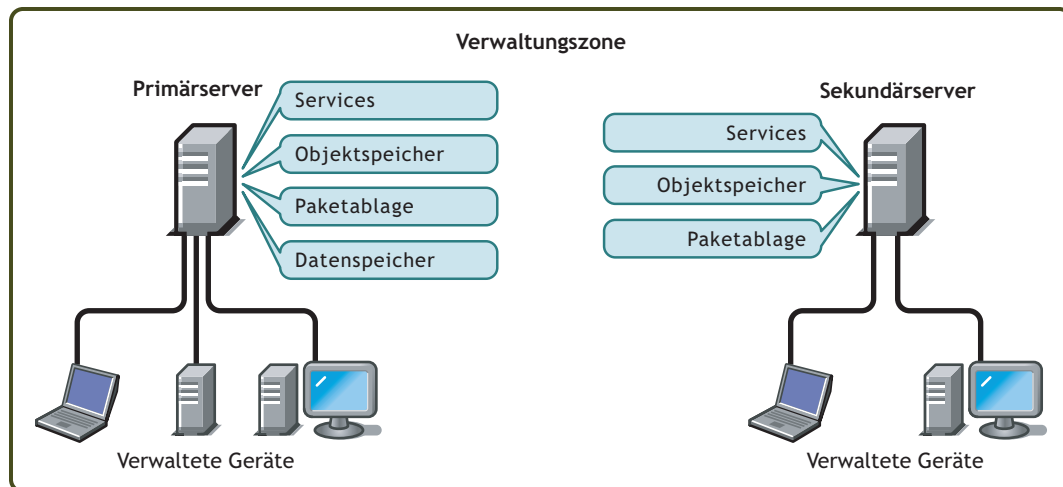 Verwaltungszone
Primärserver
Services
Objektspeicher
Paketablage
Datenspeicher
Verwaltete Geräte
Sekundärserver
Services
Objektspeicher
Paketablage
Verwaltete Geräte